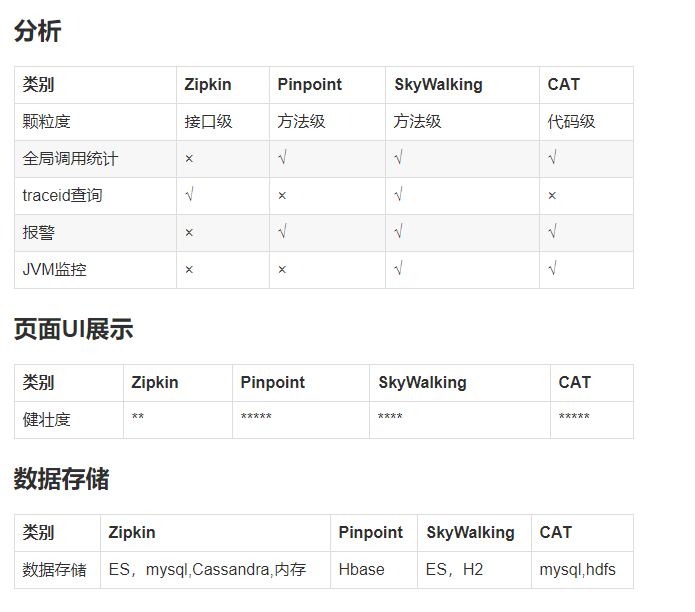 分析
类别 Zipkin Pinpoint SkyWalking CAT
颗粒度 接口级 方法级 方法级 代码级
全局调用统计 × √ √ √
traceid查询 √ × √ ×
报警 × √ √ √
JVM监控 × × √ √
页面UI展示
类别 Zipkin Pinpoint SkyWalking CAT
健壮度 ** ***** **** *****
数据存储
类别 Zipkin Pinpoint SkyWalking CAT
数据存储 ES，mysql,Cassandra,内存 Hbase ES，H2 mysql,hdfs